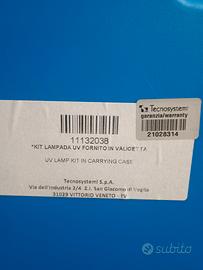 Tecnosystemi
garanzia/warranty
21028314
11132038
*KIT LAMPADA UV FORNITO IN VALIGETTA
UV LAMP KIT IN CARRYING CASE
Tecnosystemi S.p.A.
Via dell'Industria 2/4 Z.I. San Giacomo di Veglia
31029 VITTORIO VENETO - TV
subito